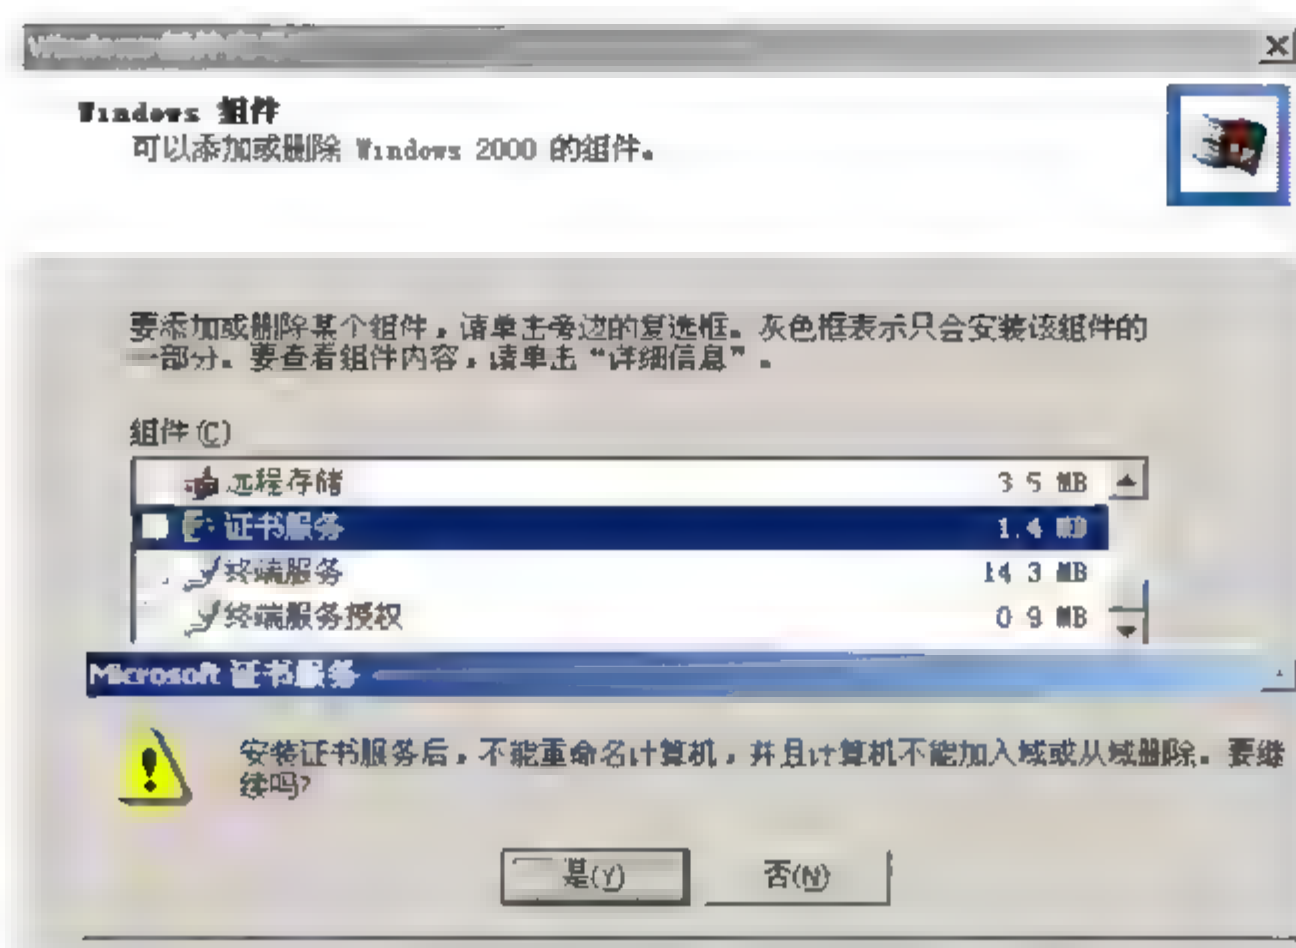 Windows 组件
可以添加或删除 Windows 2000 的组件。
要添加或删除某个组件，请单击旁边的复选框。灰色框表示只会安装该组件的
一部分。要查看组件内容，请单击“详细信息”。
组件(C)
远程存储 3 5 MB
证书服务 1.4 MB
终端服务 14 3 MB
终端服务授权 0 9 MB
Microsoft 证书服务
安装证书服务后，不能重命名计算机，并且计算机不能加入域或从域删除。要继
续吗?
是(Y) 否(N)